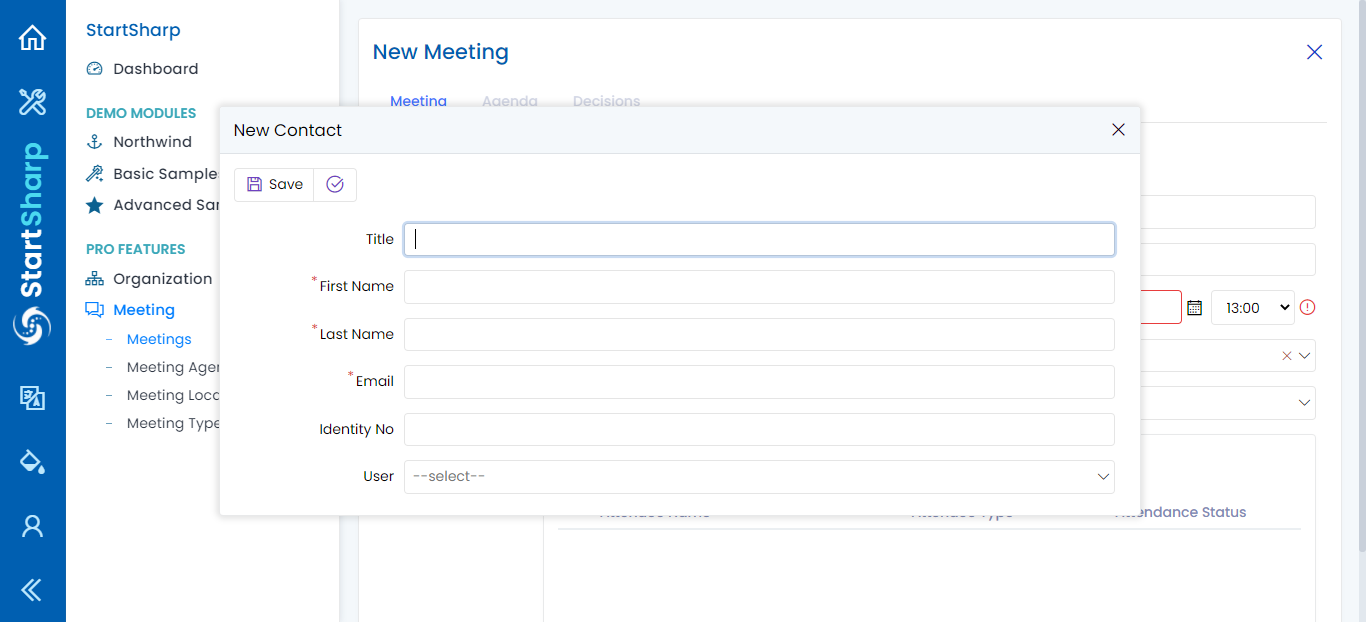 StartSharp
StartSharp
Dashboard
DEMO MODULES
Northwind
Basic Sample
Advanced Sa
PRO FEATURES
Organization
Meeting
Meetings
Meeting Age
Meeting Loc
Meeting Type
New Meeting
Meeting
Agenda
Decisions
New Contact
Save
Title
*First Name
*Last Name
*Email
Identity No
User
--select--
13:00
Attendee Name
Attendee Type
Attendance Status